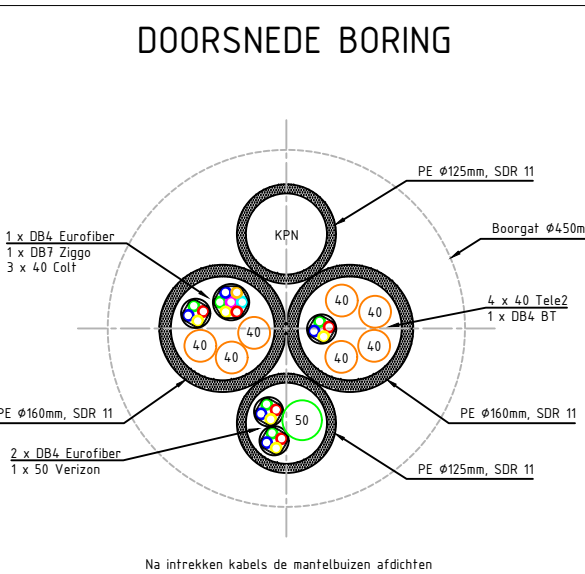 DOORSNEDE BORING
PE Ø125mm, SDR 11
KPN
1 x DB4 Eurofiber
1 x DB7 Ziggo
3 x 40 Colt
Boorgat Ø450m
40
40
40
40
40
40
40
4 x 40 Tele2
1 x DB4 BT
PE Ø160mm, SDR 11
PE Ø160mm, SDR 11
50
2 x DB4 Eurofiber
1 x 50 Verizon
PE Ø125mm, SDR 11
Na intrekken kabels de mantelbuizen afdichten